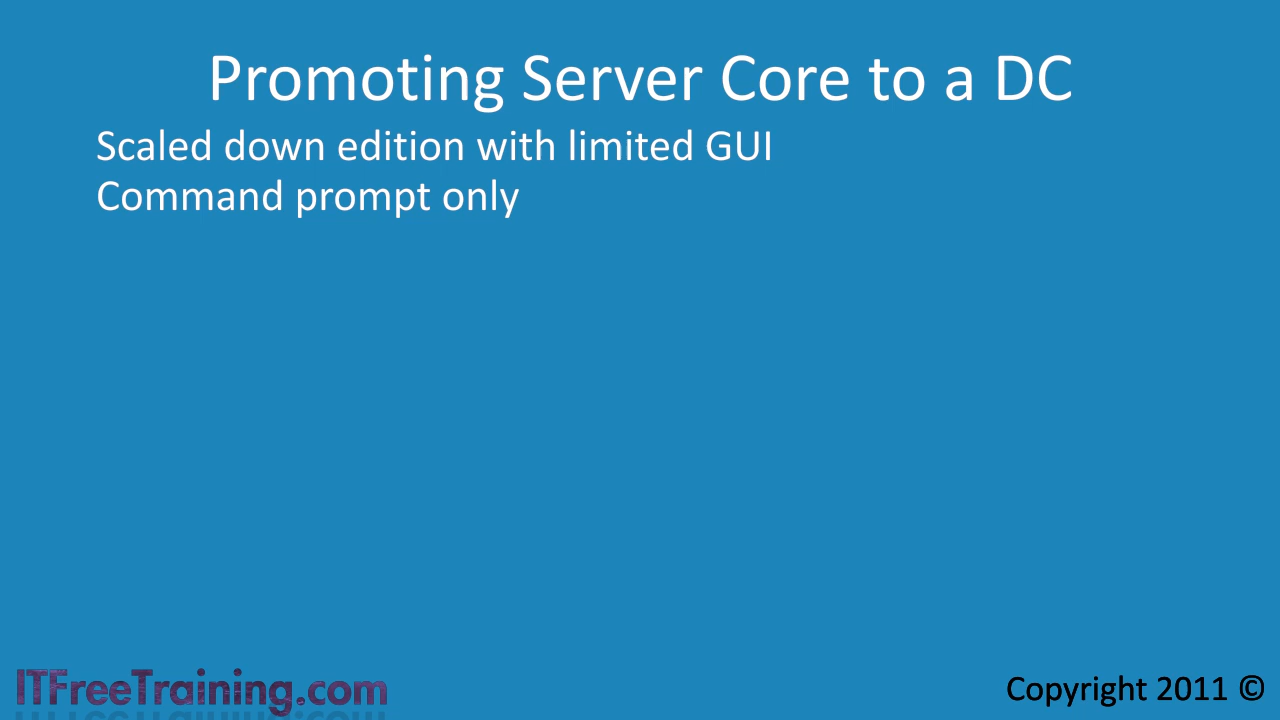 Promoting Server Core to a DC
Scaled down edition with limited GUI
Command prompt only
ITFreeTraining.com
Copyright 2011 ©